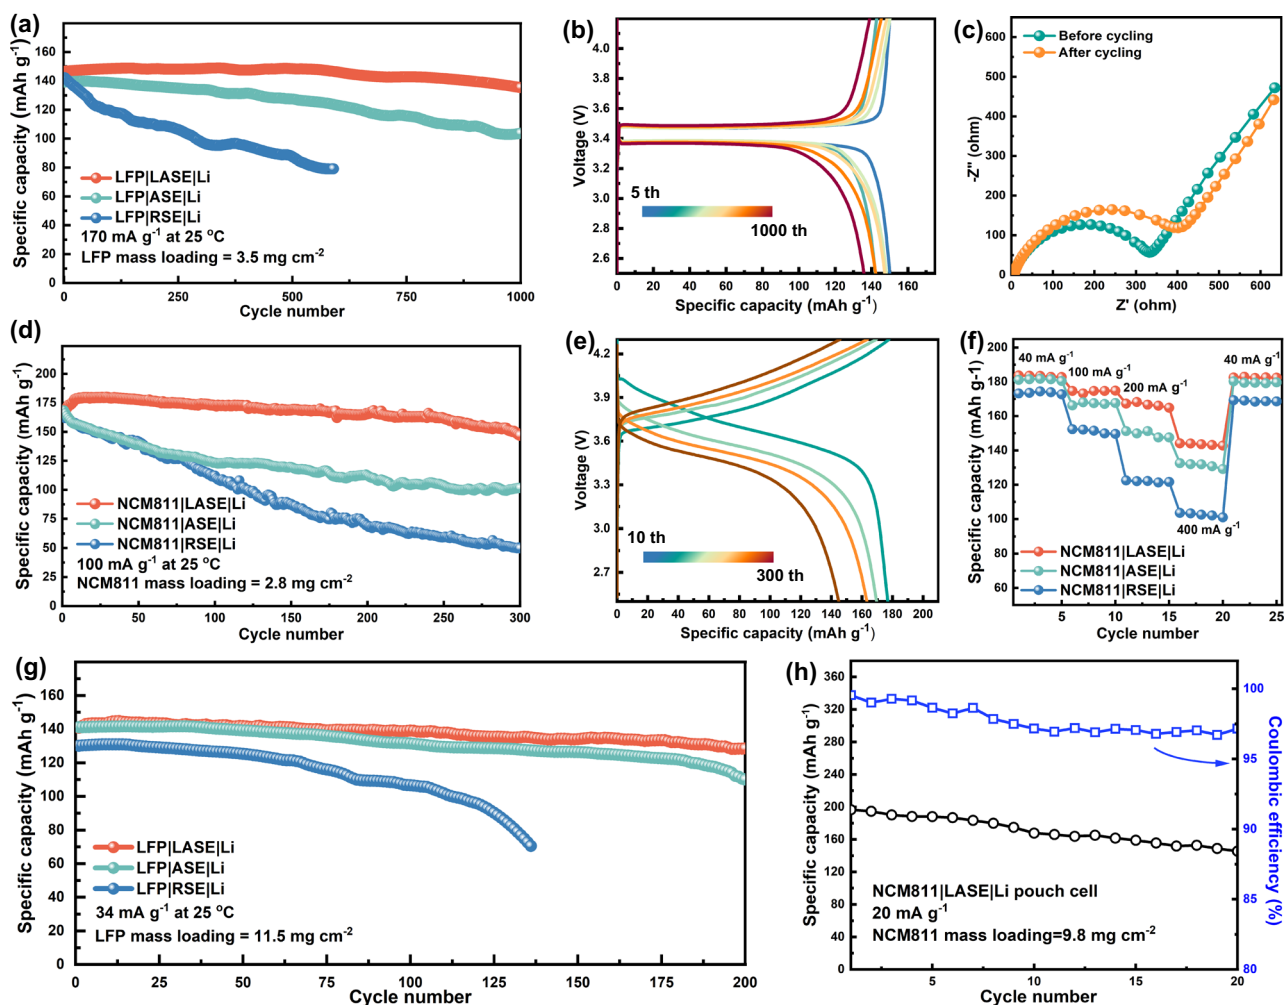 (a)
Specific capacity (mAh g⁻¹)
160
140
120
100
80
60
40
20
0
LFP|LASE|Li
LFP|ASE|Li
LFP|RSE|Li
170 mA g⁻¹ at 25 °C
LFP mass loading = 3.5 mg cm⁻²
0 250 500 750 1000
Cycle number
(b)
Voltage (V)
4.0
3.6
3.4
3.2
3.0
2.6
5 th
1000 th
0 20 40 60 80 100 120 140 160
Specific capacity (mAh g⁻¹)
(c)
-Z'' (ohm)
600
500
400
300
200
100
0
Before cycling
After cycling
0 100 200 300 400 500 600
Z' (ohm)
(d)
Specific capacity (mAh g⁻¹)
200
175
150
125
100
75
50
25
0
NCM811|LASE|Li
NCM811|ASE|Li
NCM811|RSE|Li
100 mA g⁻¹ at 25 °C
NCM811 mass loading = 2.8 mg cm⁻²
0 50 100 150 200 250 300
Cycle number
(e)
Voltage (V)
4.2
3.9
3.6
3.3
3.0
2.7
10 th
300 th
0 20 40 60 80 100 120 140 160 180 200
Specific capacity (mAh g⁻¹)
(f)
Specific capacity (mAh g-1)
200
180
160
140
120
100
80
60
40 mA g⁻¹
100 mA g⁻¹
200 mA g⁻¹
400 mA g⁻¹
40 mA g⁻¹
NCM811|LASE|Li
NCM811|ASE|Li
NCM811|RSE|Li
5 10 15 20 25
Cycle number
(g)
Specific capacity (mAh g⁻¹)
160
140
120
100
80
60
40
20
0
LFP|LASE|Li
LFP|ASE|Li
LFP|RSE|Li
34 mA g⁻¹ at 25 °C
LFP mass loading = 11.5 mg cm⁻²
0 25 50 75 100 125 150 175 200
Cycle number
(h)
Specific capacity (mAh g⁻¹)
360
320
280
240
200
160
120
80
40
0
NCM811|LASE|Li pouch cell
20 mA g⁻¹
NCM811 mass loading=9.8 mg cm⁻²
5 10 15 20
Cycle number
100
95
90
85
80
Coulombic efficiency (%)